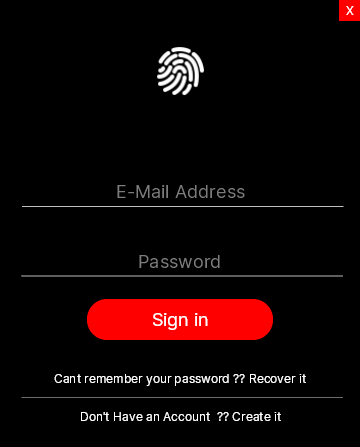 X
E-Mail Address
Password
Sign in
Cant remember your password ?? Recover it
Don't Have an Account ?? Create it